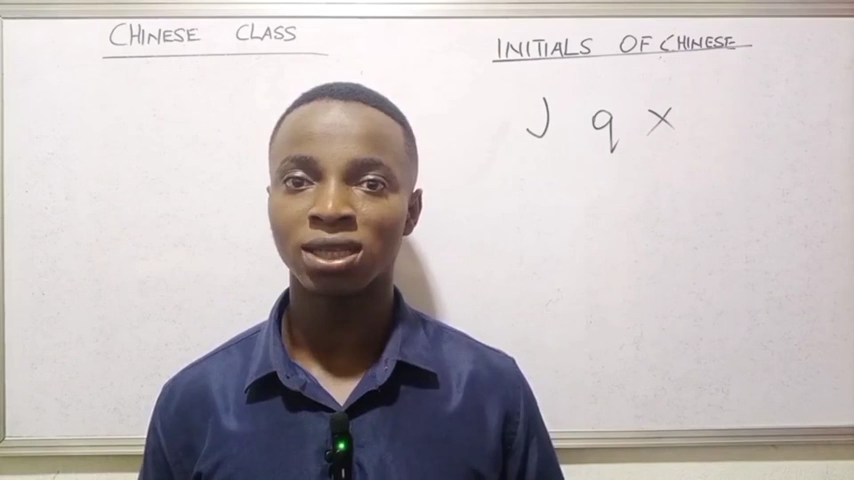 CHINESE CLASS
INITIALS OF CHINESE
J q x